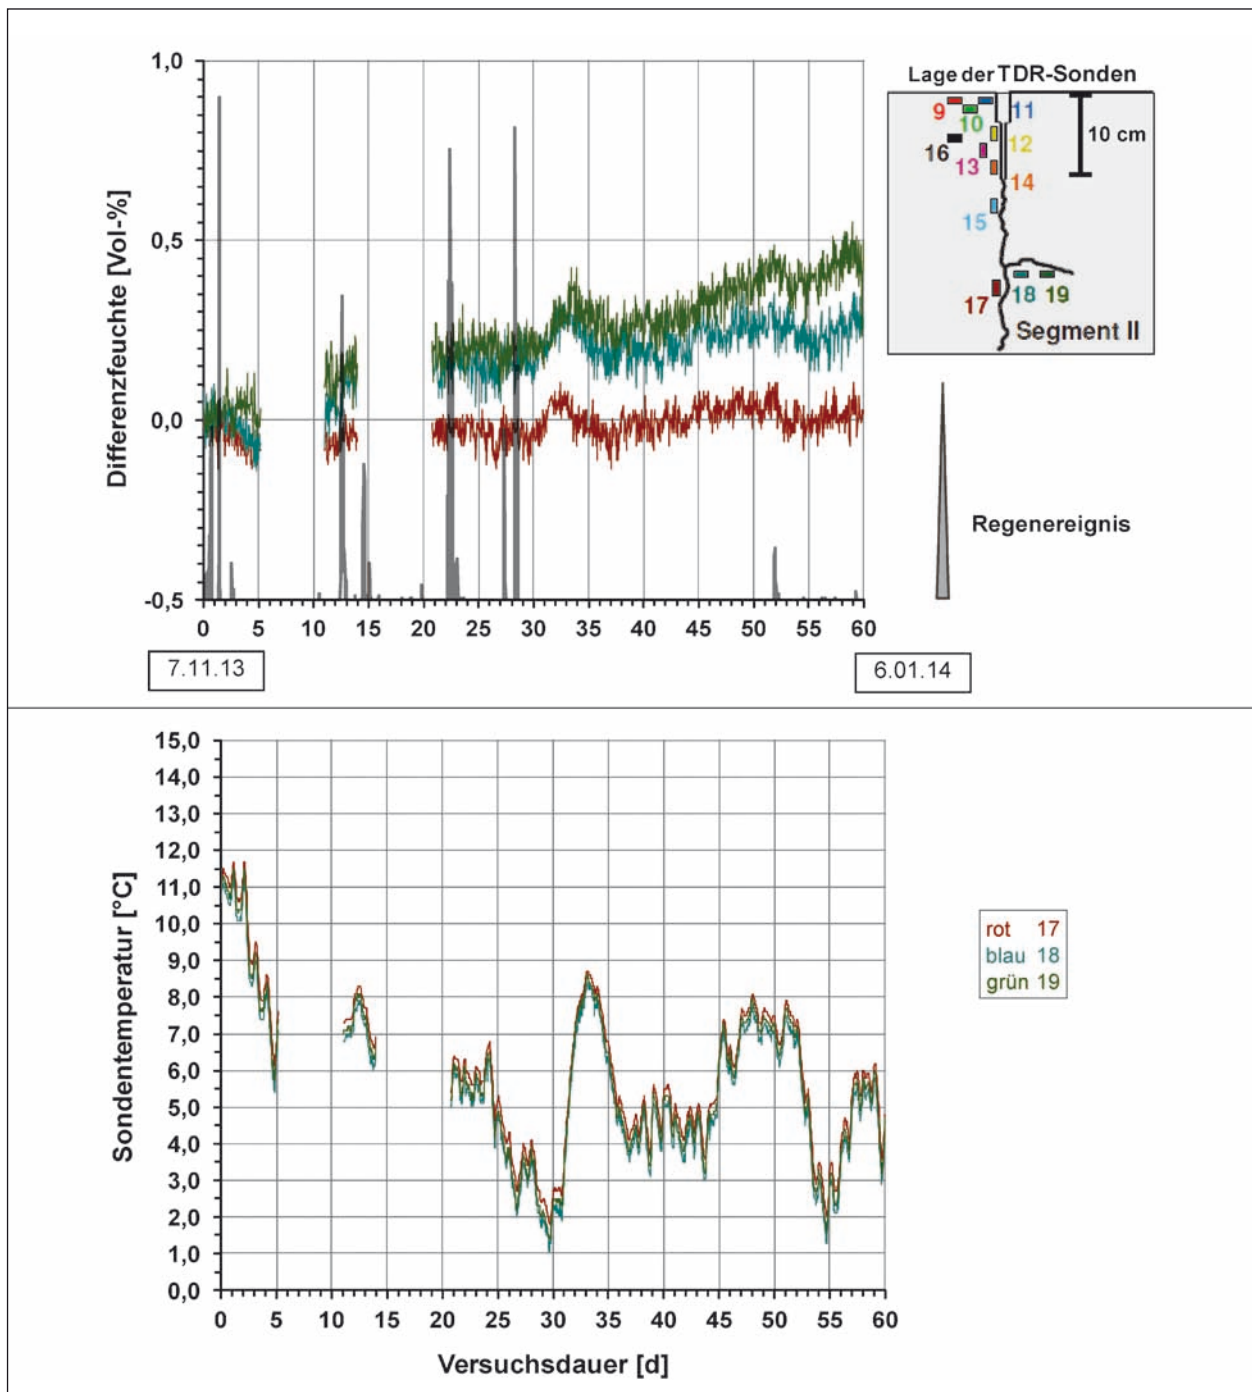 Differenzfeuchte [Vol-%]
1,0
0,5
0,0
-0,5
0 5 10 15 20 25 30 35 40 45 50 55 60
7.11.13
6.01.14
Lage der TDR-Sonden
9
10
11
16
13
12
10 cm
14
15
17
18
19
Segment II
Regenereignis
Sondentemperatur [°C]
15,0
14,0
13,0
12,0
11,0
10,0
9,0
8,0
7,0
6,0
5,0
4,0
3,0
2,0
1,0
0,0
0 5 10 15 20 25 30 35 40 45 50 55 60
Versuchsdauer [d]
rot 17
blau 18
grün 19